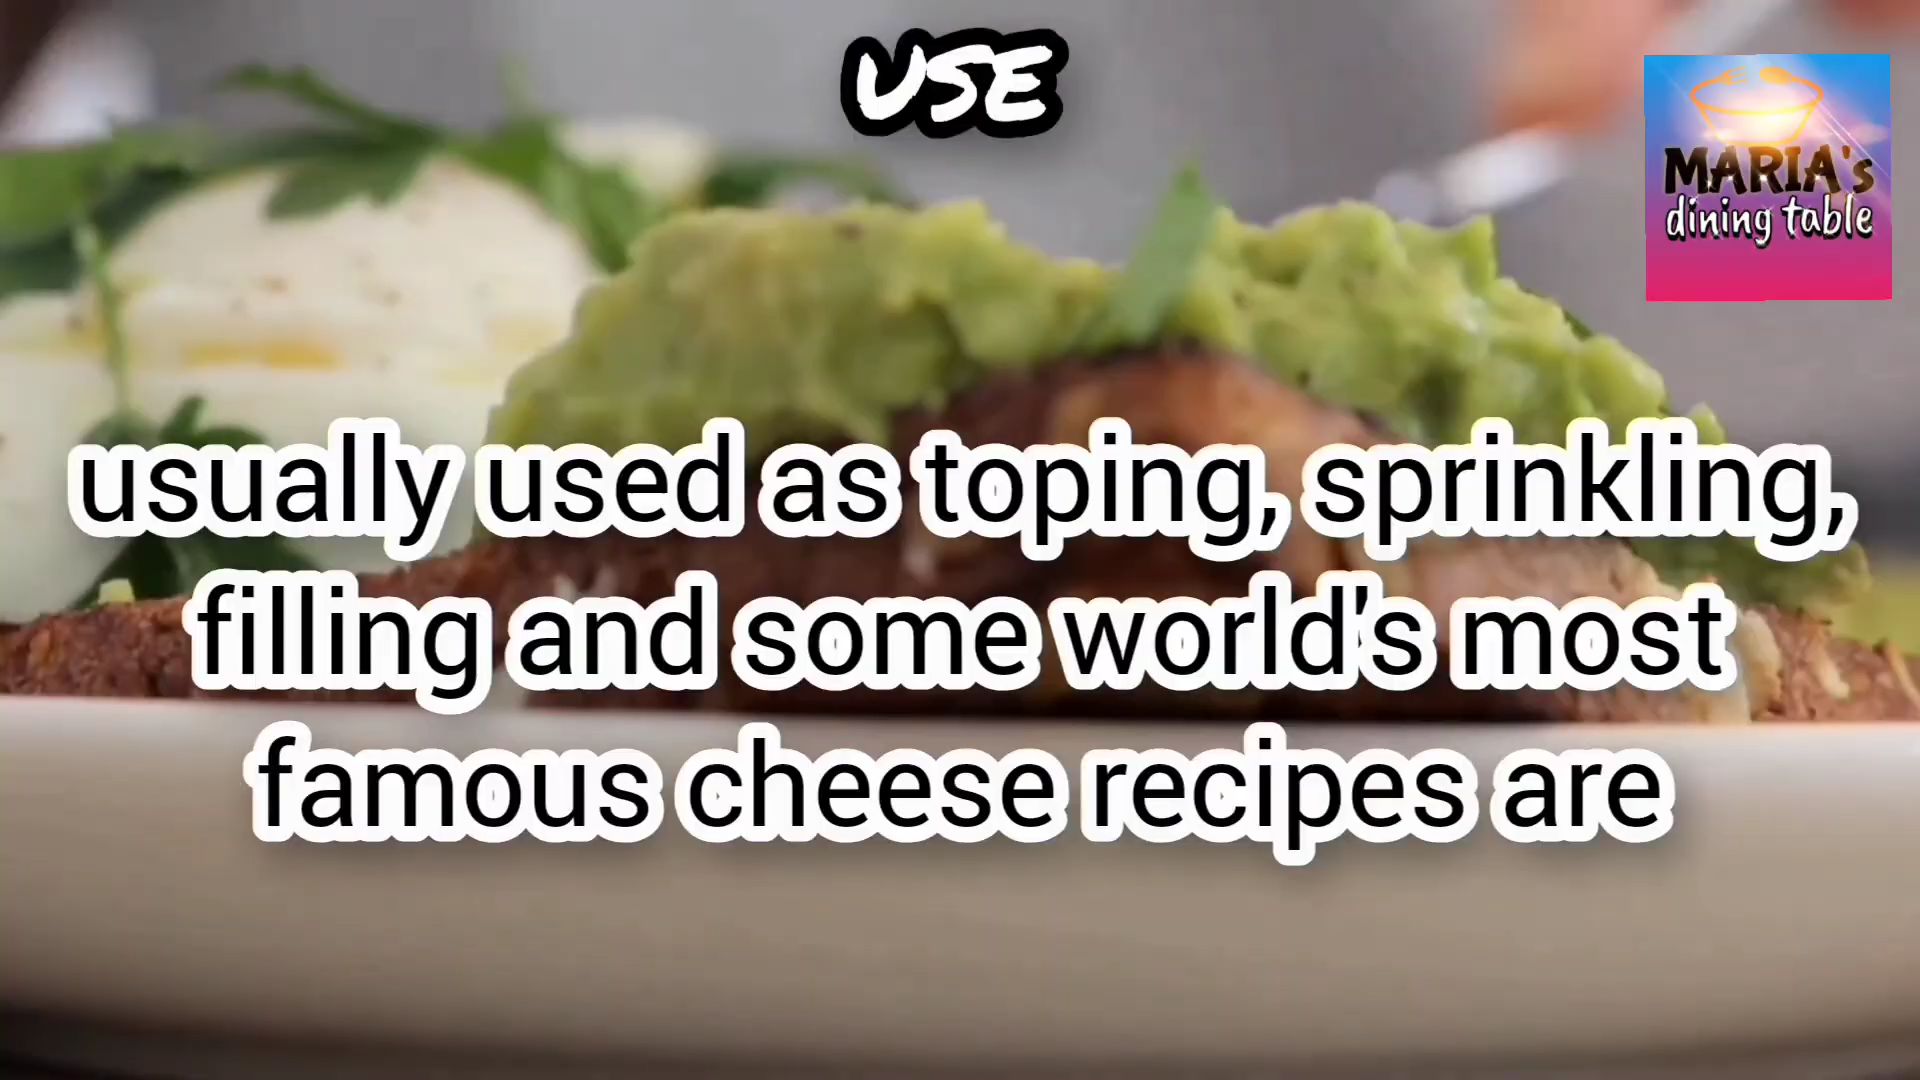 USE
MARIA's
dining table
usually used as toping, sprinkling,
filling and some world's most
famous cheese recipes are